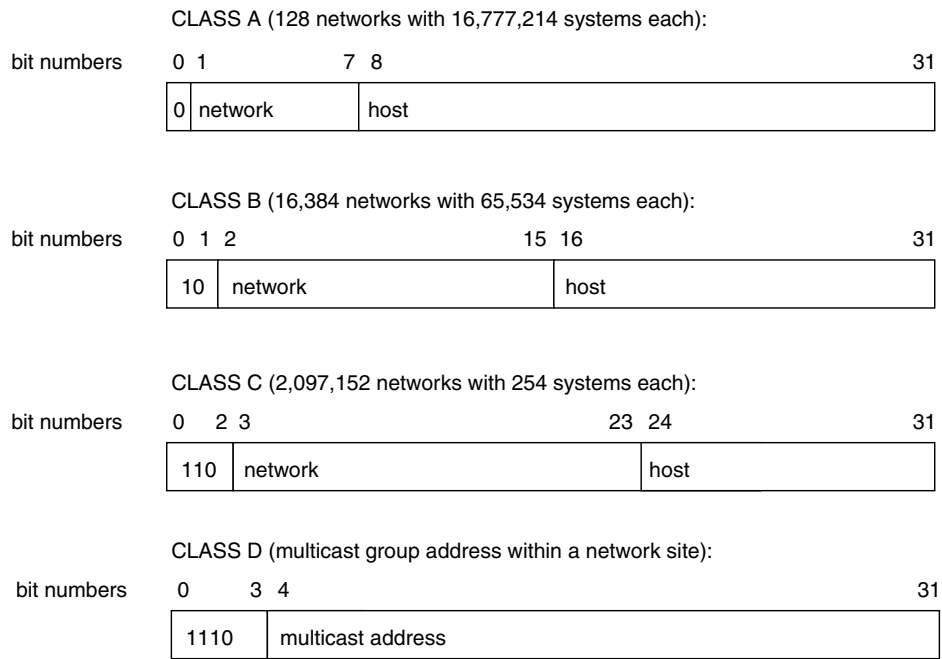 CLASS A (128 networks with 16,777,214 systems each):
bit numbers 0 1 7 8 31
0 network host
CLASS B (16,384 networks with 65,534 systems each):
bit numbers 0 1 2 15 16 31
10 network host
CLASS C (2,097,152 networks with 254 systems each):
bit numbers 0 2 3 23 24 31
110 network host
CLASS D (multicast group address within a network site):
bit numbers 0 3 4 31
1110 multicast address